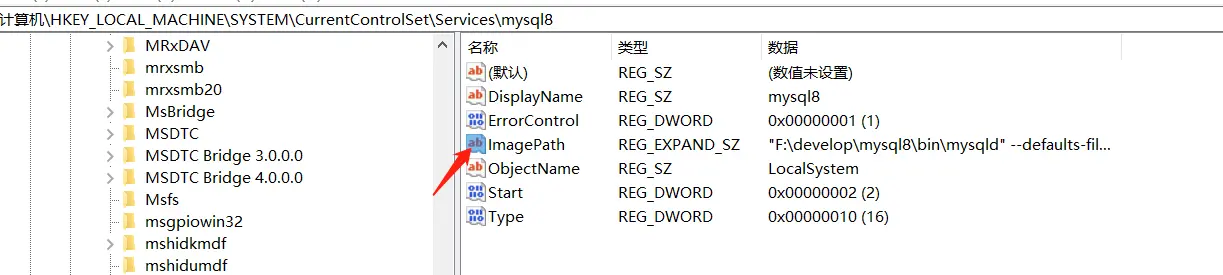 计算机\HKEY_LOCAL_MACHINE\SYSTEM\CurrentControlSet\Services\mysql8
MRxDAV
mrxsmb
mrxsmb20
MsBridge
MSDTC
MSDTC Bridge 3.0.0.0
MSDTC Bridge 4.0.0.0
Msfs
msgpiowin32
mshidkmdf
mshidumdf
名称 类型 数据
(默认) REG_SZ (数值未设置)
DisplayName REG_SZ mysql8
ErrorControl REG_DWORD 0x00000001 (1)
ImagePath REG_EXPAND_SZ "F:\develop\mysql8\bin\mysqld" --defaults-fil...
ObjectName REG_SZ LocalSystem
Start REG_DWORD 0x00000002 (2)
Type REG_DWORD 0x00000010 (16)